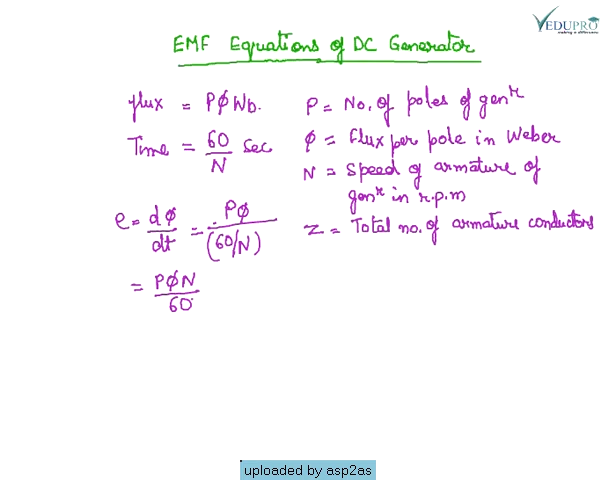 VEDUPRO
making a difference
EMF Equations of DC Generator
flux = PΦ Wb.
Time = 60/N sec
e = dΦ/dt = PΦ/(60/N)
= PΦN/60
P = No. of poles of genr
Φ = Flux per pole in Weber
N = Speed of armature of
genr in r.p.m
Z = Total no. of armature conductors
uploaded by asp2as